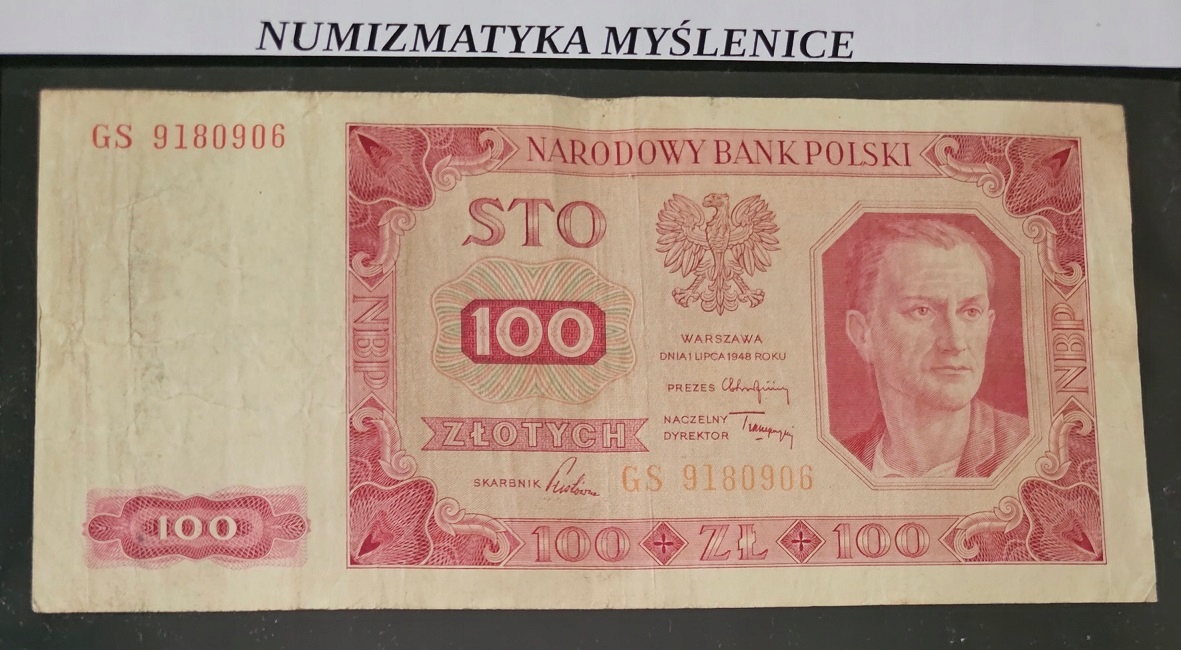 NUMIZMATYKA MYŚLENICE
GS 9180906
NARODOWY BANK POLSKI
STO
100
ZŁOTYCH
WARSZAWA
DNIA 1 LIPCA 1948 ROKU
PREZES
NACZELNY
DYREKTOR
SKARBNIK
GS 9180906
NBP
NBP
100
100 ZŁ 100